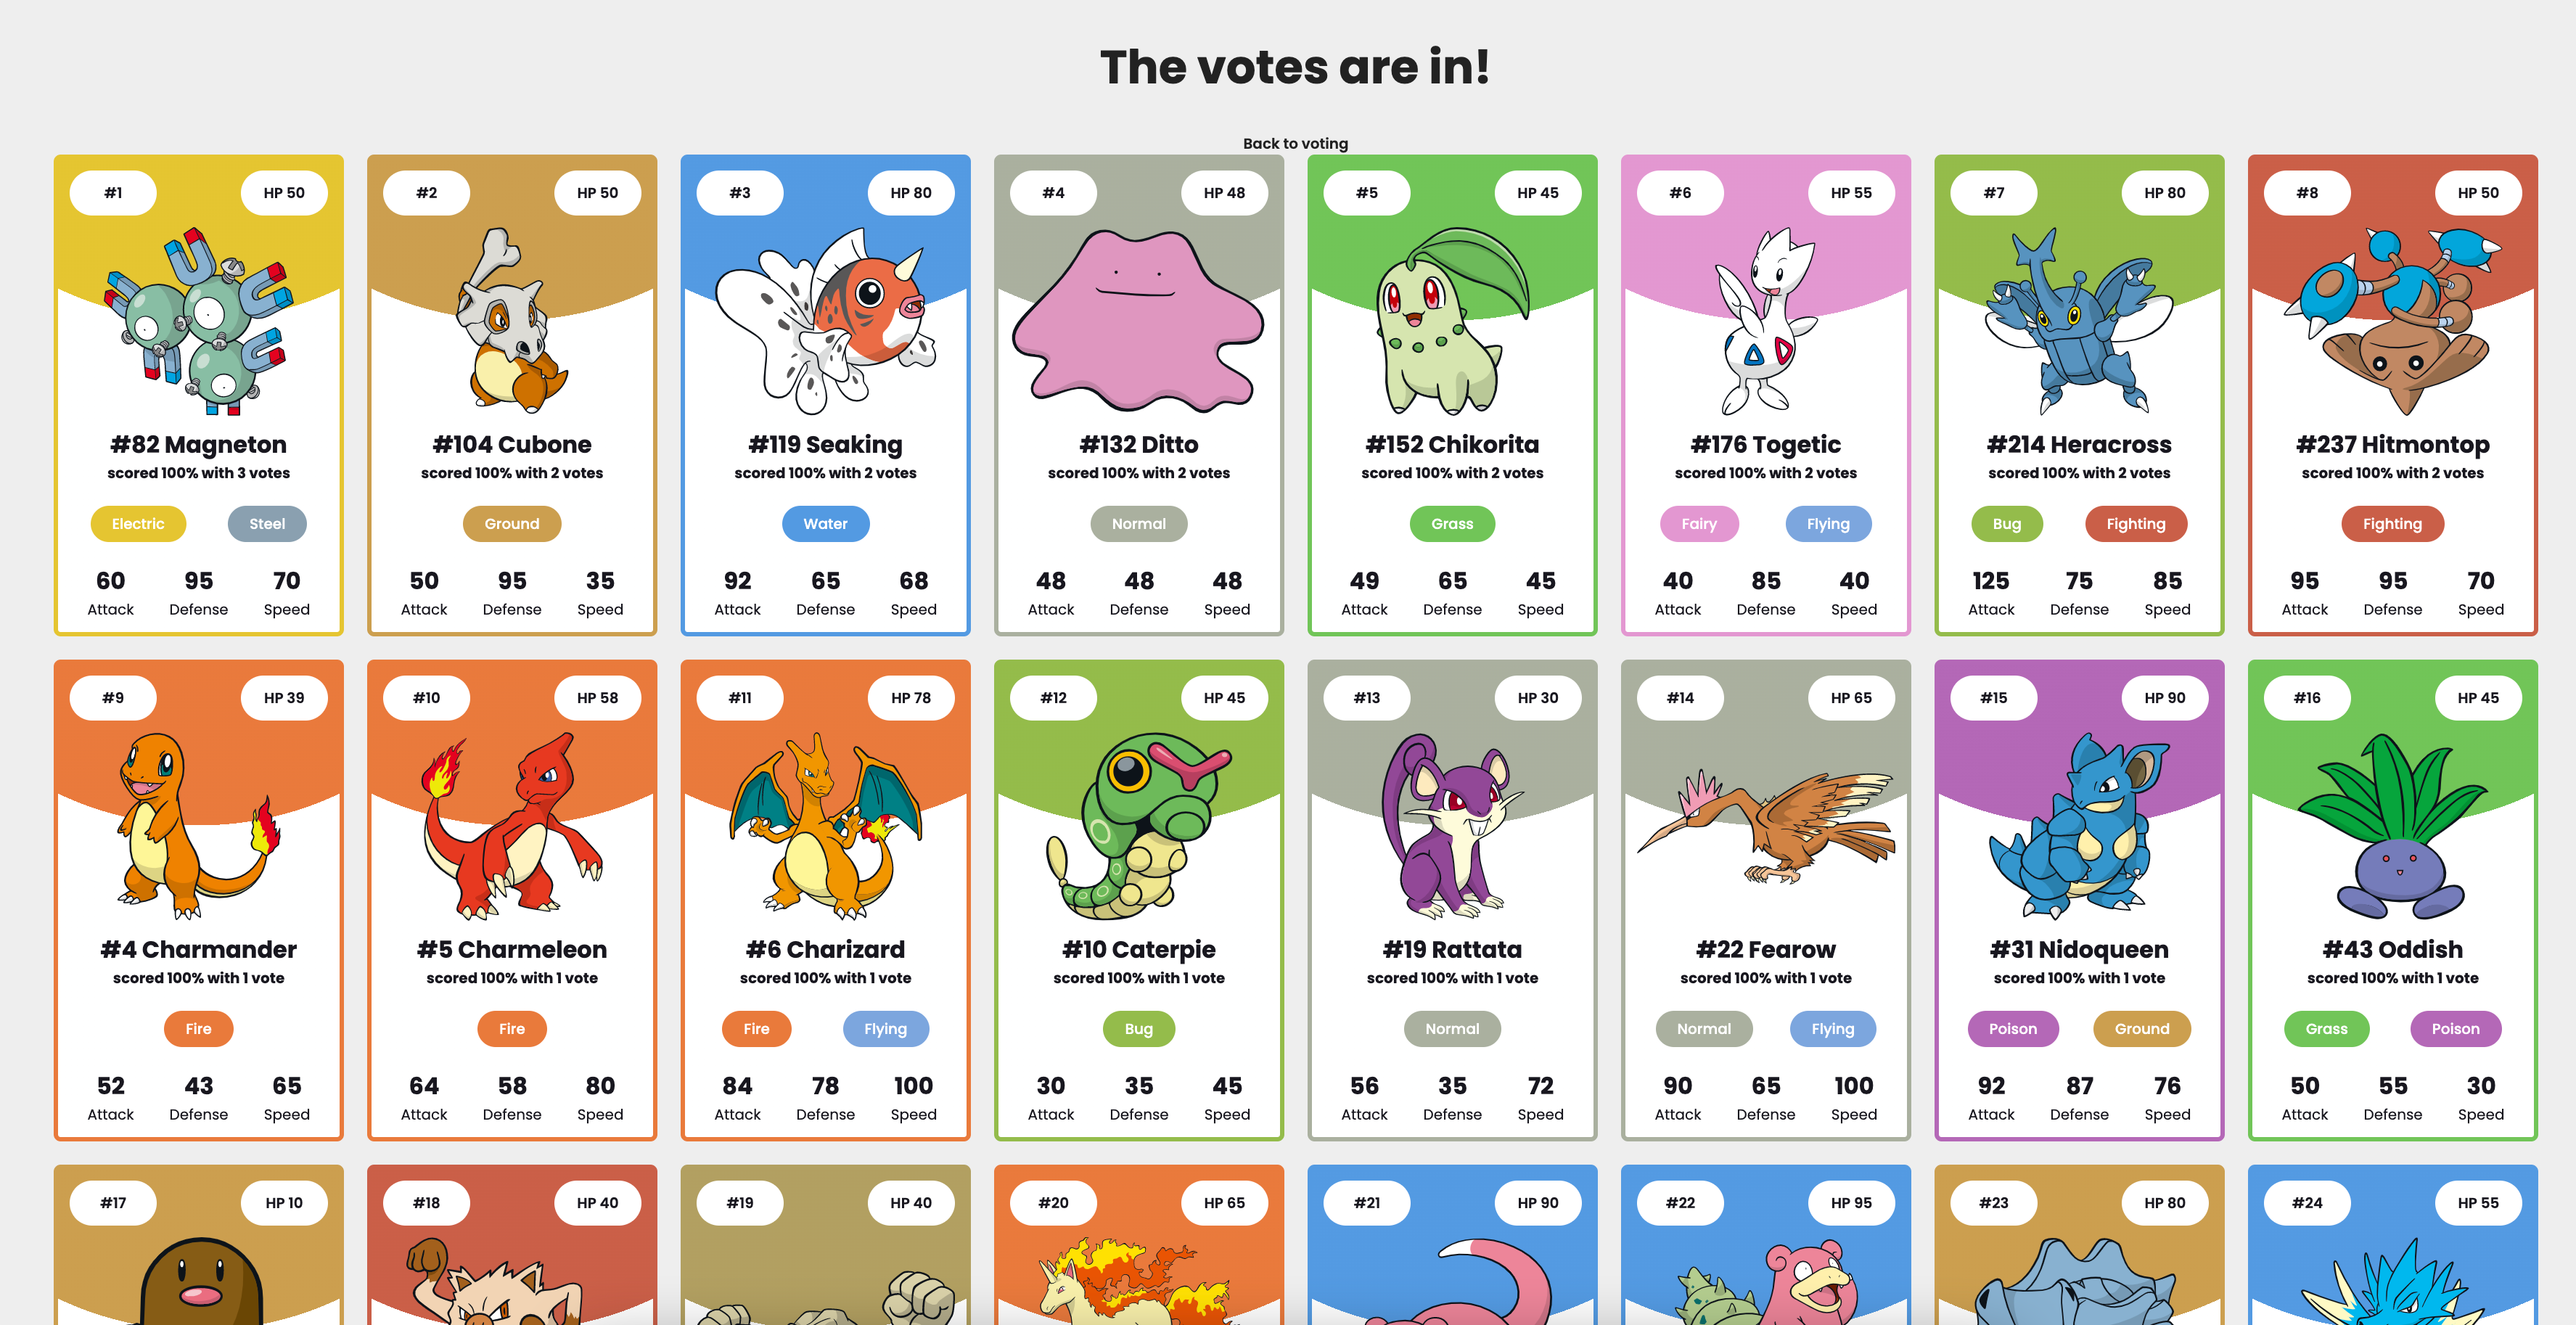 The votes are in!
Back to voting
#1 HP 50
#2 HP 50
#3 HP 80
#4 HP 48
#5 HP 45
#6 HP 55
#7 HP 80
#8 HP 50
#82 Magneton
#104 Cubone
#119 Seaking
#132 Ditto
#152 Chikorita
#176 Togetic
#214 Heracross
#237 Hitmontop
scored 100% with 3 votes
scored 100% with 2 votes
scored 100% with 2 votes
scored 100% with 2 votes
scored 100% with 2 votes
scored 100% with 2 votes
scored 100% with 2 votes
scored 100% with 2 votes
Electric Steel
Ground
Water
Normal
Grass
Fairy Flying
Bug Fighting
Fighting
60 95 70
50 95 35
92 65 68
48 48 48
49 65 45
40 85 40
125 75 85
95 95 70
Attack Defense Speed
Attack Defense Speed
Attack Defense Speed
Attack Defense Speed
Attack Defense Speed
Attack Defense Speed
Attack Defense Speed
Attack Defense Speed
#9 HP 39
#10 HP 58
#11 HP 78
#12 HP 45
#13 HP 30
#14 HP 65
#15 HP 90
#16 HP 45
#4 Charmander
#5 Charmeleon
#6 Charizard
#10 Caterpie
#19 Rattata
#22 Fearow
#31 Nidoqueen
#43 Oddish
scored 100% with 1 vote
scored 100% with 1 vote
scored 100% with 1 vote
scored 100% with 1 vote
scored 100% with 1 vote
scored 100% with 1 vote
scored 100% with 1 vote
scored 100% with 1 vote
Fire
Fire
Fire Flying
Bug
Normal
Normal Flying
Poison Ground
Grass Poison
52 43 65
64 58 80
84 78 100
30 35 45
56 35 72
90 65 100
92 87 76
50 55 30
Attack Defense Speed
Attack Defense Speed
Attack Defense Speed
Attack Defense Speed
Attack Defense Speed
Attack Defense Speed
Attack Defense Speed
Attack Defense Speed
#17 HP 10
#18 HP 40
#19 HP 40
#20 HP 65
#21 HP 90
#22 HP 95
#23 HP 80
#24 HP 55